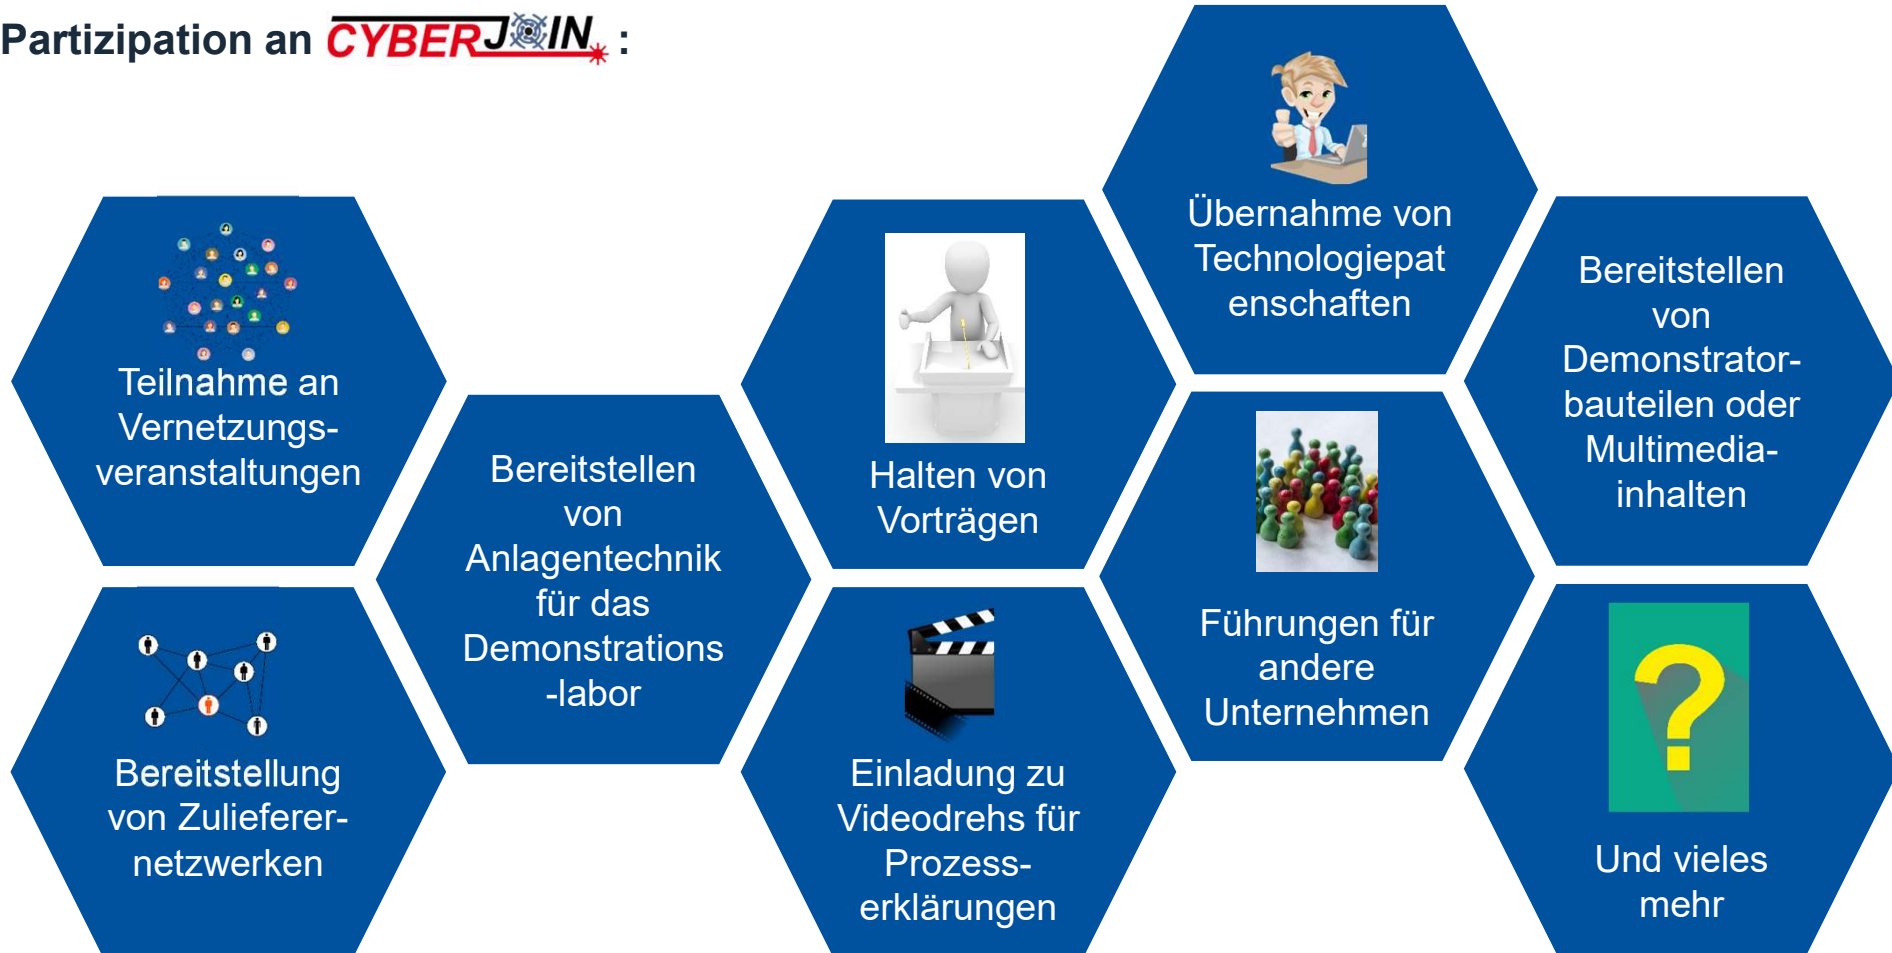 Partizipation an CYBERJOIN :
Teilnahme an
Vernetzungs-
veranstaltungen
Bereitstellung
von Zulieferer-
netzwerken
Bereitstellen
von
Anlagentechnik
für das
Demonstrations
-labor
Halten von
Vorträgen
Einladung zu
Videodrehs für
Prozess-
erklärungen
Übernahme von
Technologiepat
enschaften
Führungen für
andere
Unternehmen
Bereitstellen
von
Demonstrator-
bauteilen oder
Multimedia-
inhalten
?
Und vieles
mehr